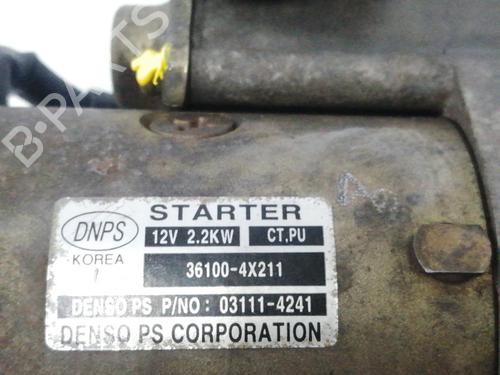 B-PARTS
STARTER
DNPS
12V 2.2KW CT,PU
KOREA
1
36100-4X211
DENSO PS P/NO: 03111-4241
DENSO PS CORPORATION